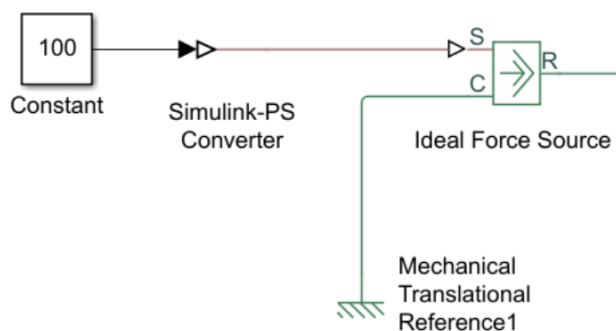 100
Constant
Simulink-PS
Converter
S
R
C
Ideal Force Source
Mechanical
Translational
Reference1